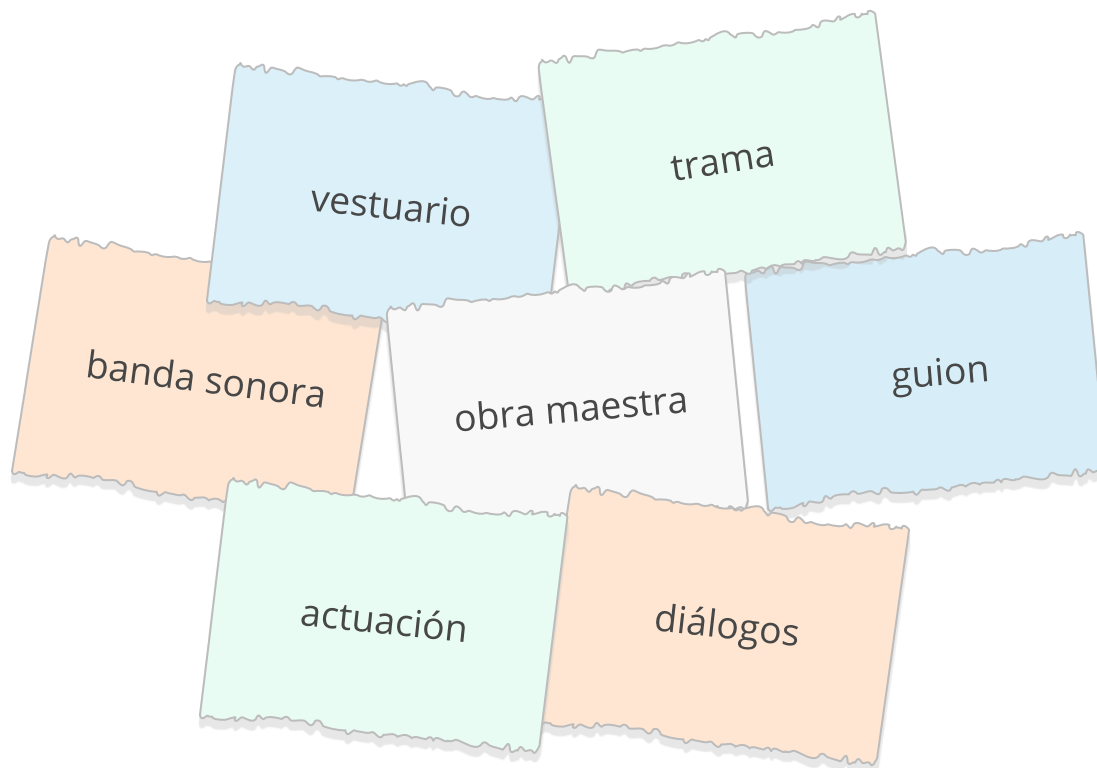 trama
vestuario
banda sonora
guion
obra maestra
actuación
diálogos